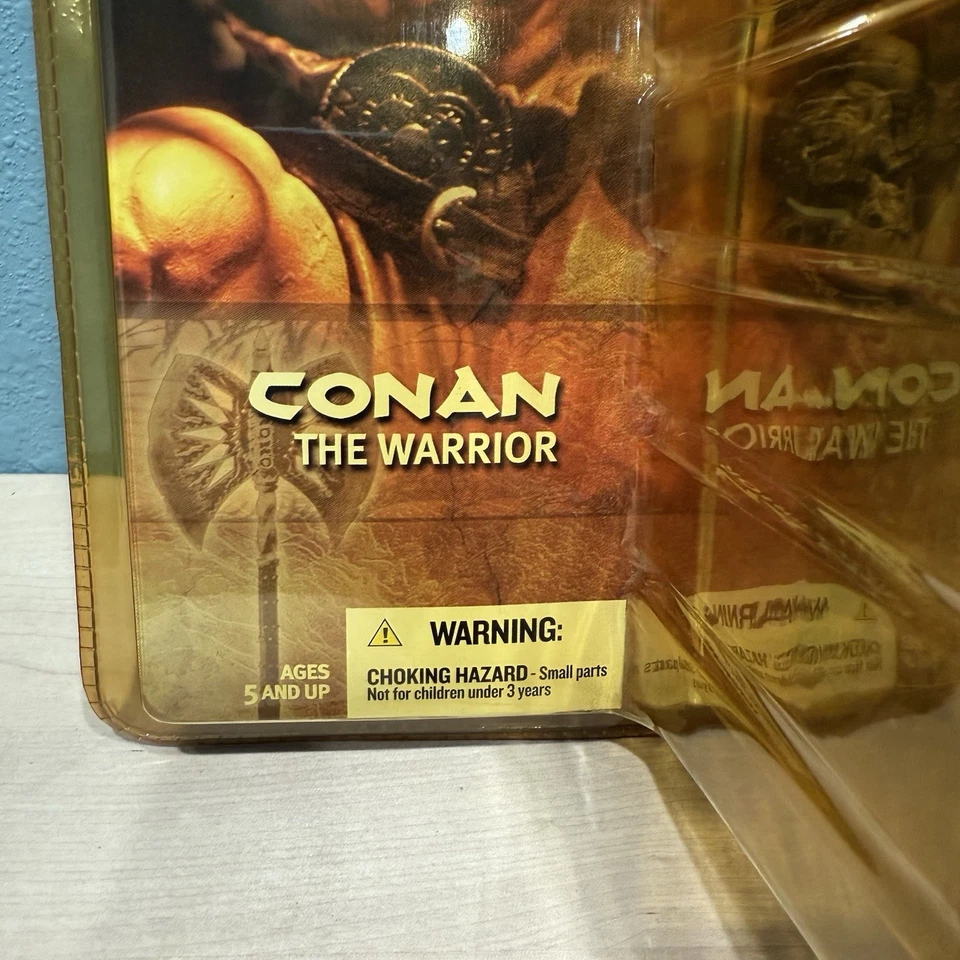 CONAN
THE WARRIOR
AGES
5 AND UP
WARNING:
CHOKING HAZARD - Small parts
Not for children under 3 years